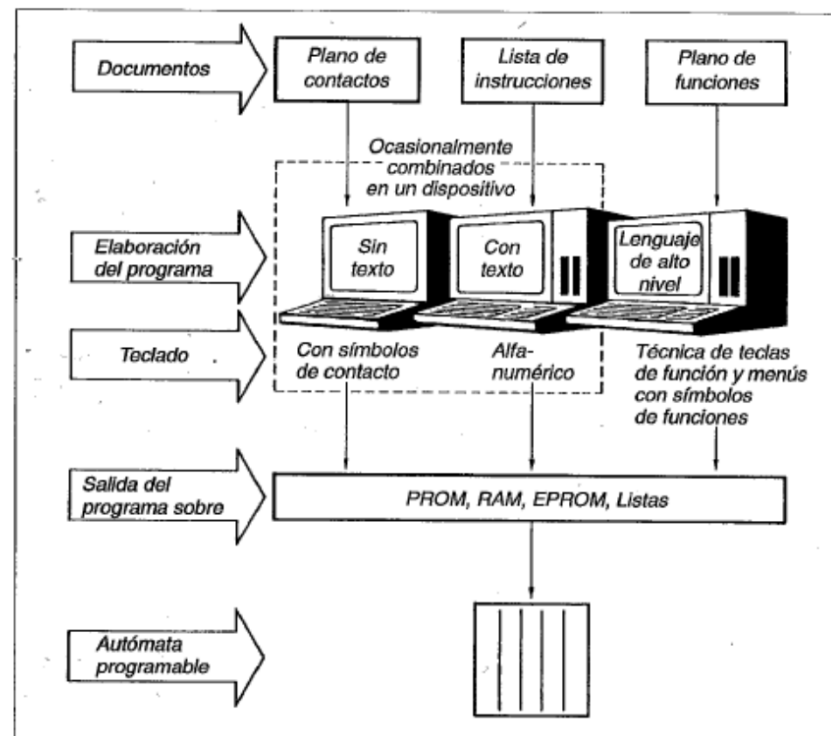 Documentos
Plano de
contactos
Lista de
instrucciones
Plano de
funciones
Ocasionalmente
combinados
en un dispositivo
Elaboración
del programa
Sin
texto
Con
texto
Lenguaje
de alto
nivel
Teclado
Con símbolos
de contacto
Alfa-
numérico
Técnica de teclas
de función y menús
con símbolos
de funciones
Salida del
programa sobre
PROM, RAM, EPROM, Listas
Autómata
programable